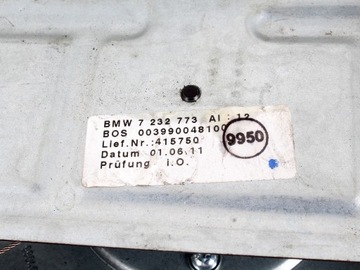 BMW 7 232 773 AI : 12
BOS 003990048100
9950
Lief.Nr.:415750
Datum 01.06.11
Prüfung i.O.